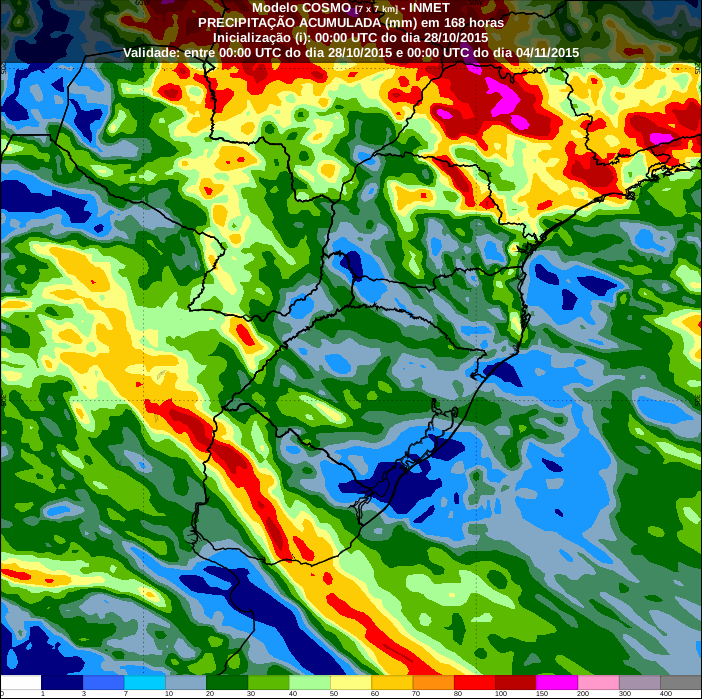 Modelo COSMO [7 x 7 km] - INMET
PRECIPITAÇÃO ACUMULADA (mm) em 168 horas
Inicialização (i): 00:00 UTC do dia 28/10/2015
Validade: entre 00:00 UTC do dia 28/10/2015 e 00:00 UTC do dia 04/11/2015
0 1 3 7 10 20 30 40 50 60 70 80 100 150 200 300 400